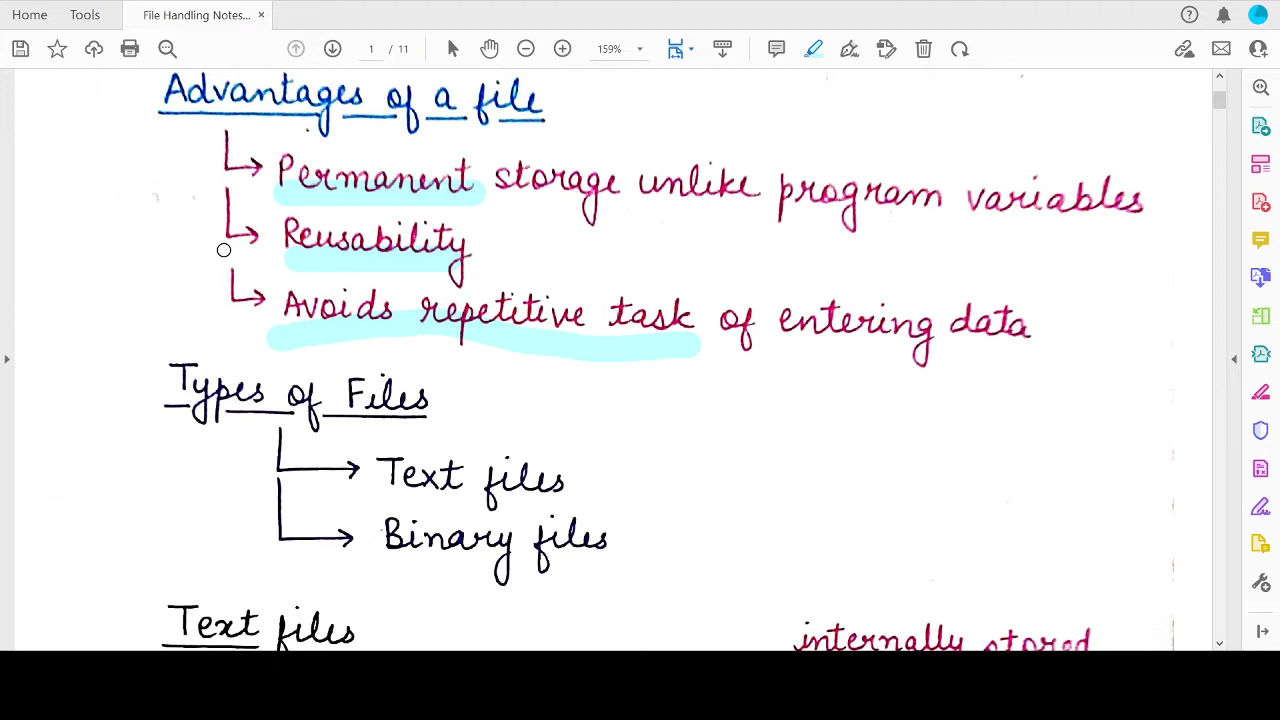 Home Tools File Handling Notes... ×
1 / 11 159%
Advantages of a file
Permanent storage unlike program variables
Reusability
Avoids repetitive task of entering data
Types of Files
Text files
Binary files
Text files
internally stored